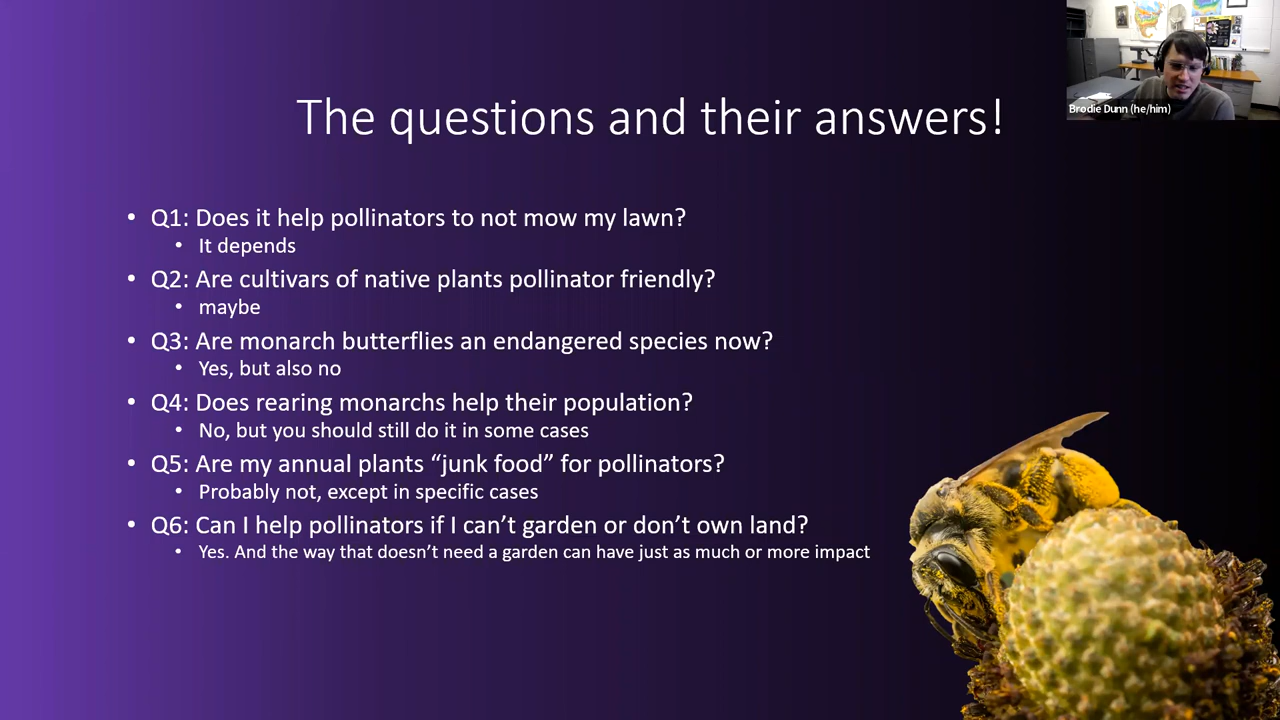 The questions and their answers!
Brodie Dunn (he/him)
• Q1: Does it help pollinators to not mow my lawn?
• It depends
• Q2: Are cultivars of native plants pollinator friendly?
• maybe
• Q3: Are monarch butterflies an endangered species now?
• Yes, but also no
• Q4: Does rearing monarchs help their population?
• No, but you should still do it in some cases
• Q5: Are my annual plants “junk food” for pollinators?
• Probably not, except in specific cases
• Q6: Can I help pollinators if I can’t garden or don’t own land?
• Yes. And the way that doesn’t need a garden can have just as much or more impact